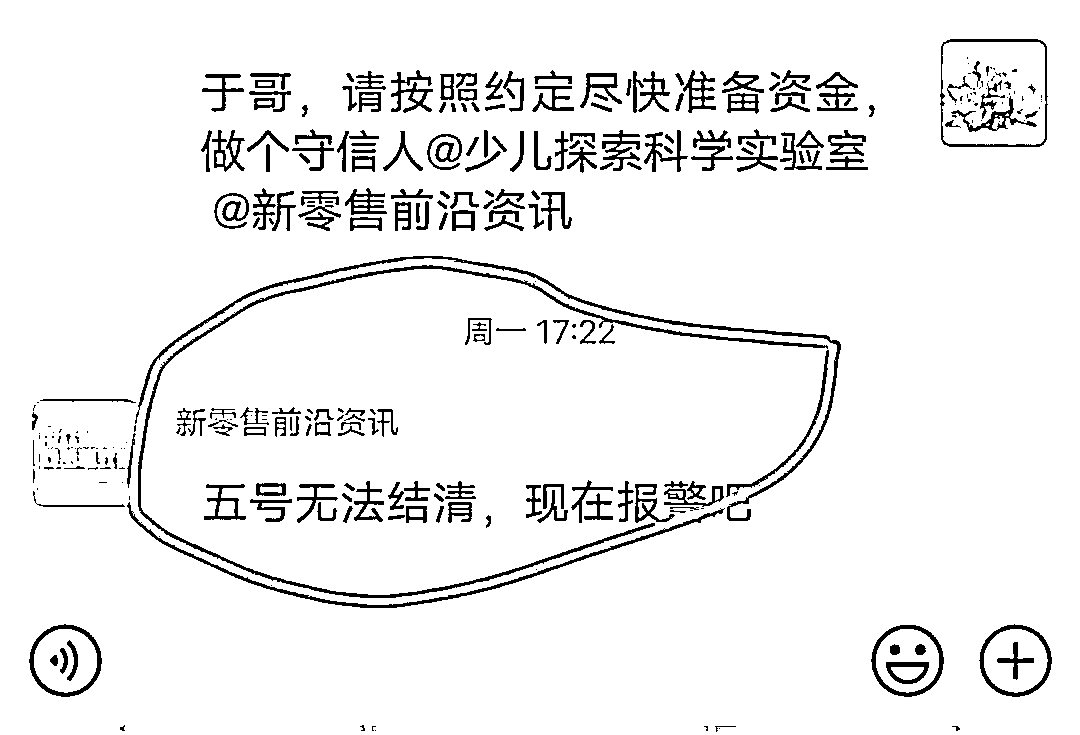 于哥，请按照约定尽快准备资金，
做个守信人@少儿探索科学实验室
@新零售前沿资讯
周一 17:22
新零售前沿资讯
五号无法结清，现在报警吧